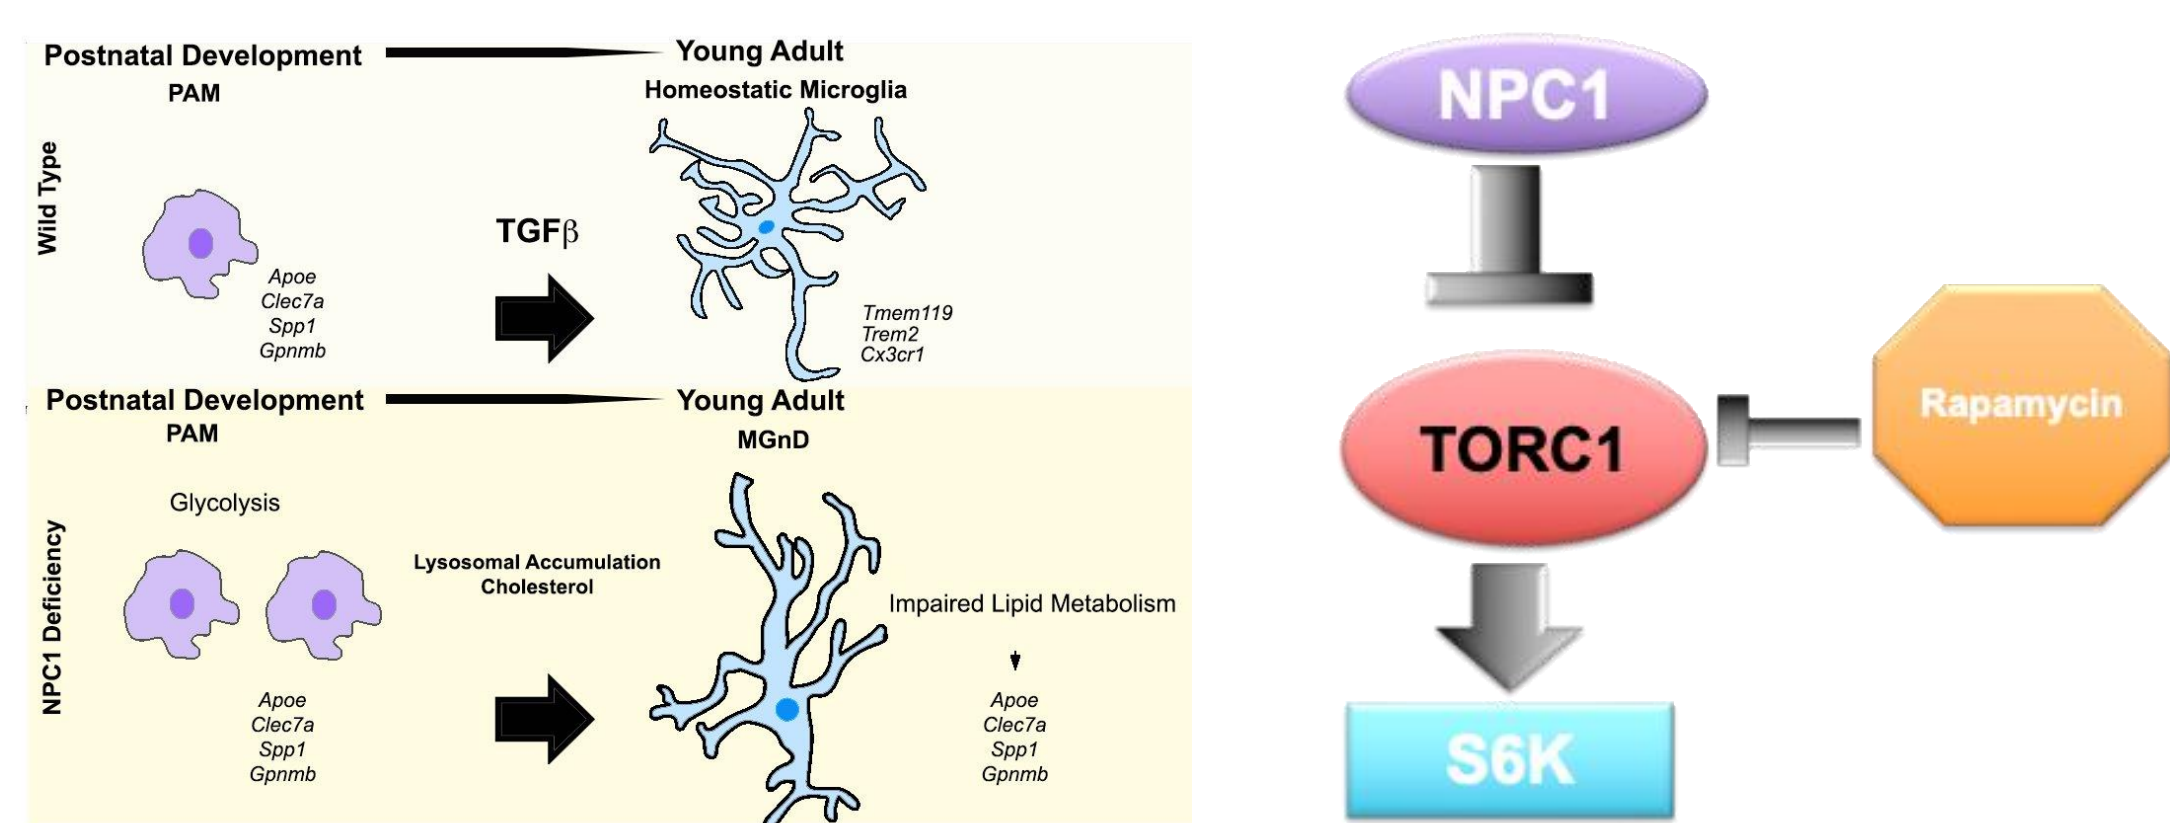 Postnatal Development
Young Adult
PAM
Homeostatic Microglia
Wild Type
TGFβ
Apoe
Clec7a
Spp1
Gpnmb
Tmem119
Trem2
Cx3cr1
Postnatal Development
Young Adult
PAM
MGnD
NPC1 Deficiency
Glycolysis
Lysosomal Accumulation
Cholesterol
Impaired Lipid Metabolism
Apoe
Clec7a
Spp1
Gpnmb
Apoe
Clec7a
Spp1
Gpnmb
NPC1
TORC1
Rapamycin
S6K